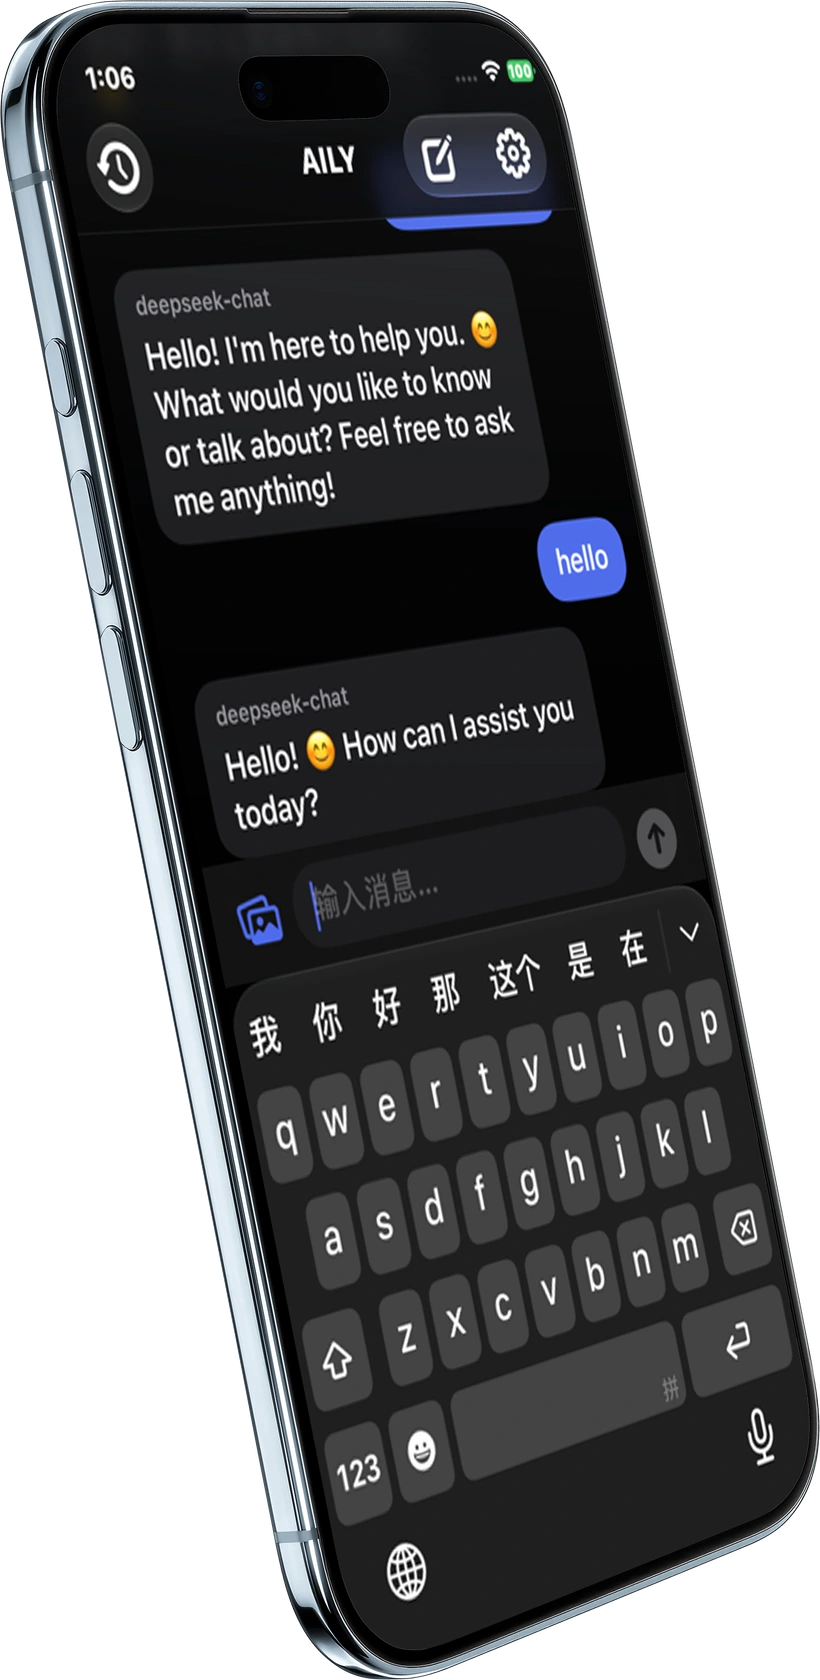 1:06
100
AILY
deepseek-chat
Hello! I'm here to help you. 😊
What would you like to know
or talk about? Feel free to ask
me anything!
hello
deepseek-chat
Hello! 😊 How can I assist you
today?
输入消息...
我 你 好 那 这个 是 在
q w e r t y u i o p
a s d f g h j k l
z x c v b n m
拼
123